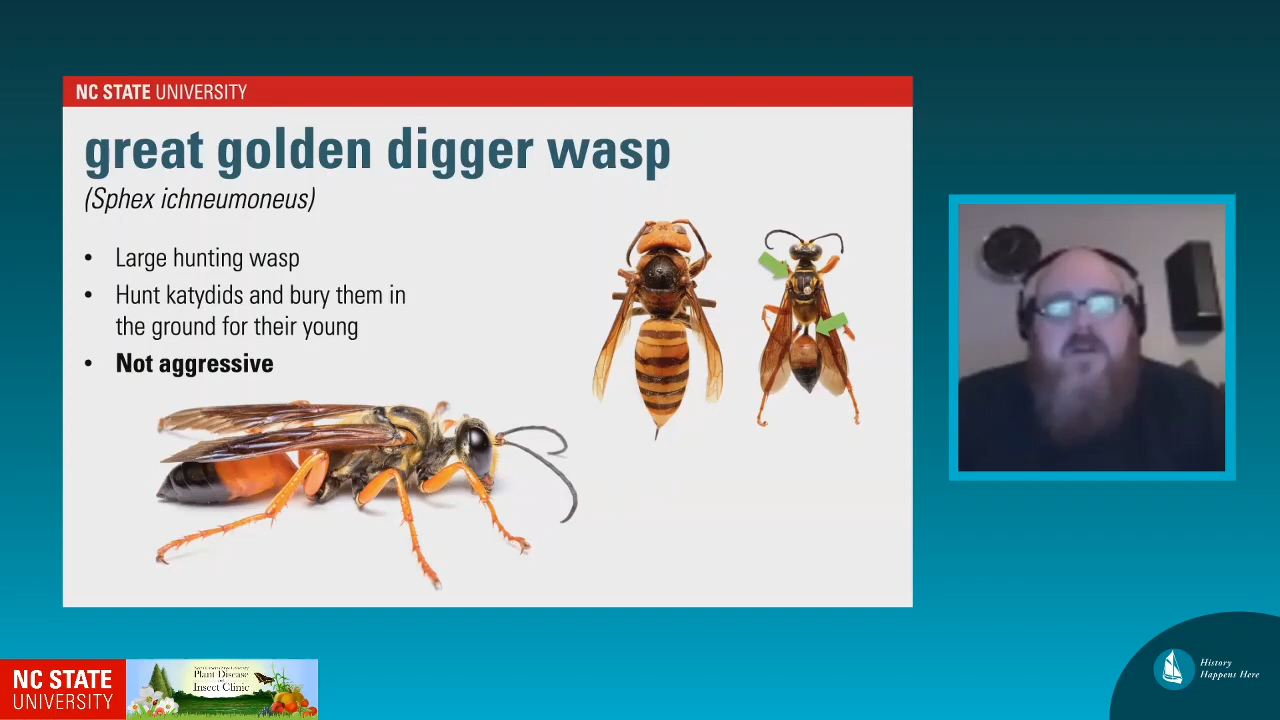 NC STATE UNIVERSITY
great golden digger wasp
(Sphex ichneumoneus)
• Large hunting wasp
• Hunt katydids and bury them in
the ground for their young
• Not aggressive
NC STATE
UNIVERSITY
Plant Disease
and
Insect Clinic
History
Happens Here